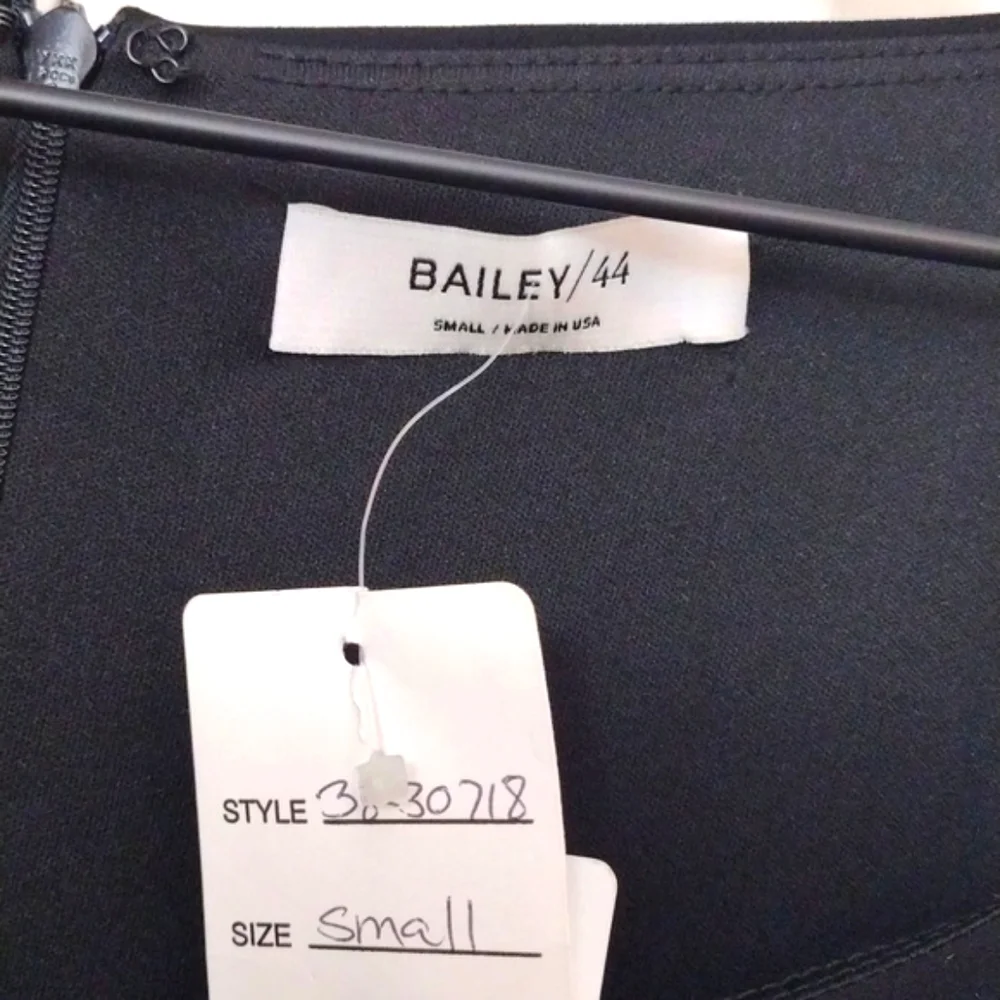 BAILEY/44
SMALL / MADE IN USA
STYLE
SIZE Small